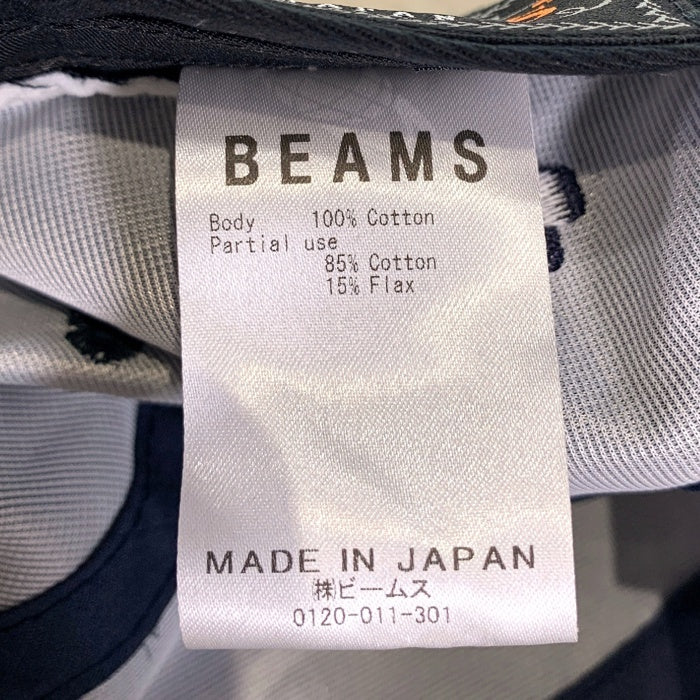 BEAMS
Body 100% Cotton
Partial use
85% Cotton
15% Flax
MADE IN JAPAN
㈱ビームス
0120-011-301